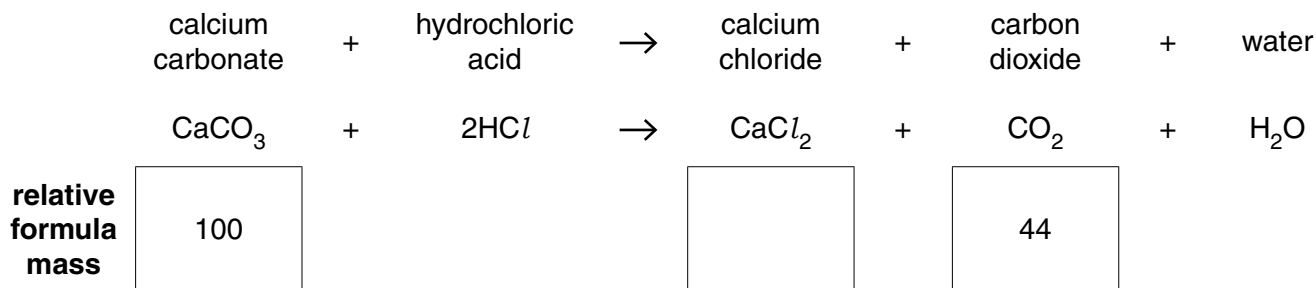 calcium carbonate + hydrochloric acid → calcium chloride + carbon dioxide + water
CaCO₃ + 2HCl → CaCl₂ + CO₂ + H₂O
relative formula mass 100 44